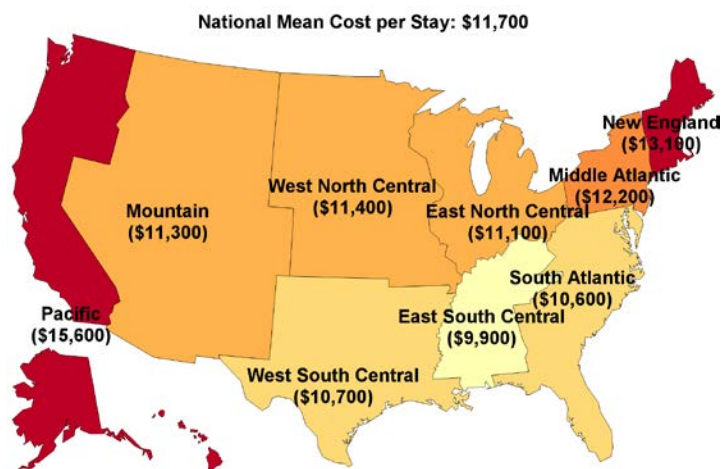 National Mean Cost per Stay: $11,700
New England
($13,100)
Middle Atlantic
($12,200)
West North Central
($11,400)
Mountain
($11,300)
East North Central
($11,100)
South Atlantic
($10,600)
Pacific
($15,600)
East South Central
($9,900)
West South Central
($10,700)